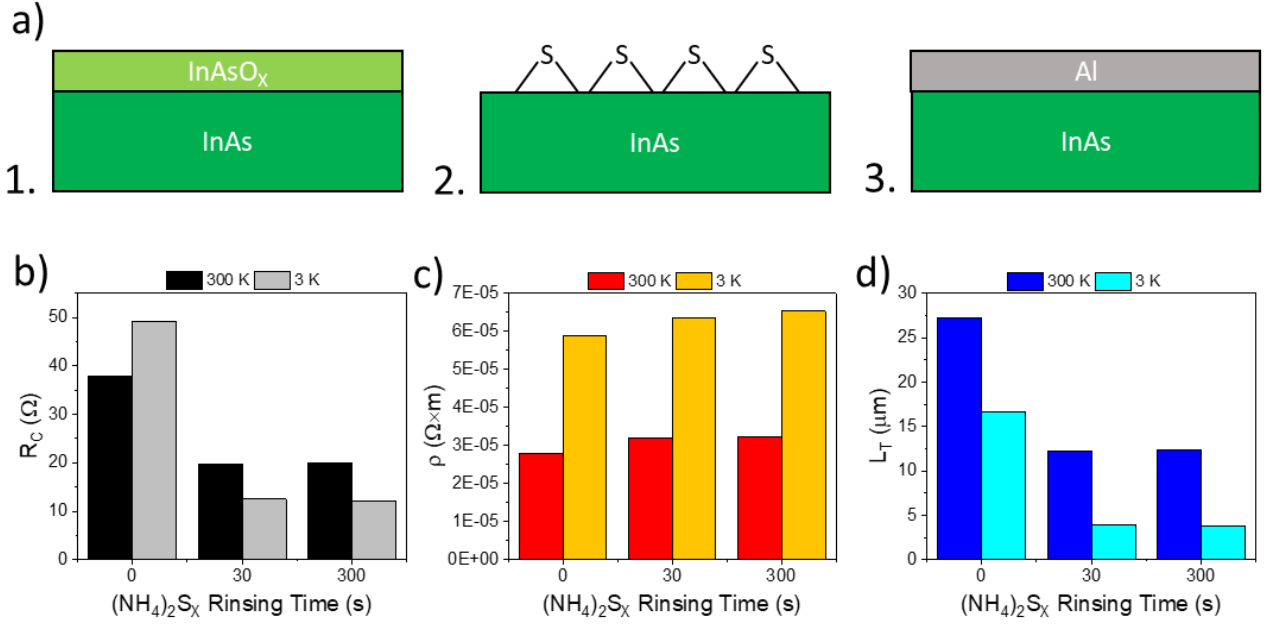 a)
InAsOₓ
InAs
1.
S S S S
InAs
2.
Al
InAs
3.
b)
300 K 3 K
50
40
30
20
10
0
R_C (Ω)
0 30 300
(NH₄)₂Sₓ Rinsing Time (s)
c)
300 K 3 K
7E-05
6E-05
5E-05
4E-05
3E-05
2E-05
1E-05
0E+00
ρ (Ω×m)
0 30 300
(NH₄)₂Sₓ Rinsing Time (s)
d)
300 K 3 K
30
25
20
15
10
5
0
L_T (μm)
0 30 300
(NH₄)₂Sₓ Rinsing Time (s)